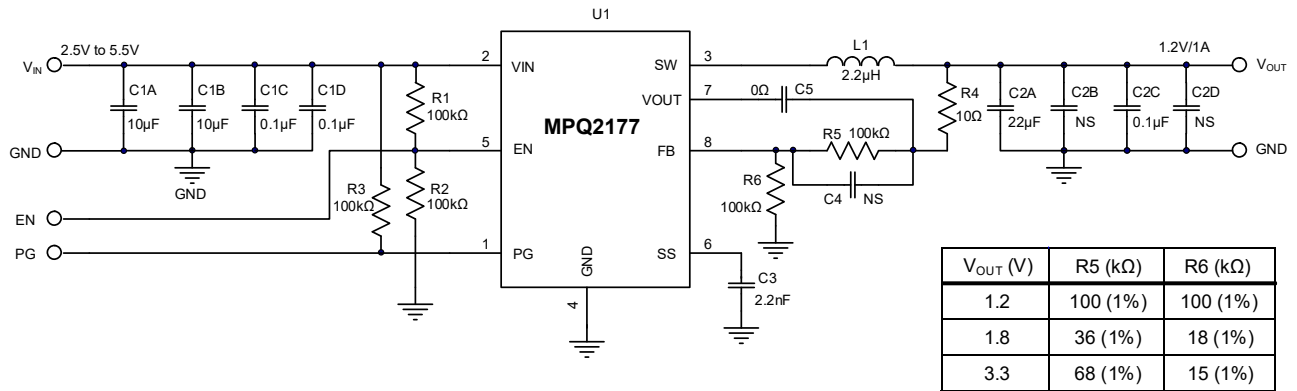 U1
2.5V to 5.5V
VIN
C1A
10µF
C1B
10µF
C1C
0.1µF
C1D
0.1µF
R1
100kΩ
GND
GND
R3
100kΩ
R2
100kΩ
EN
PG
2
VIN
5
EN
1
PG
MPQ2177
GND
4
SW
3
VOUT
7
FB
8
SS
6
L1
2.2µH
0Ω
C5
R4
10Ω
R5
100kΩ
R6
100kΩ
C4
NS
C3
2.2nF
C2A
22µF
C2B
NS
C2C
0.1µF
C2D
NS
1.2V/1A
VOUT
GND
VOUT (V) R5 (kΩ) R6 (kΩ)
1.2 100 (1%) 100 (1%)
1.8 36 (1%) 18 (1%)
3.3 68 (1%) 15 (1%)